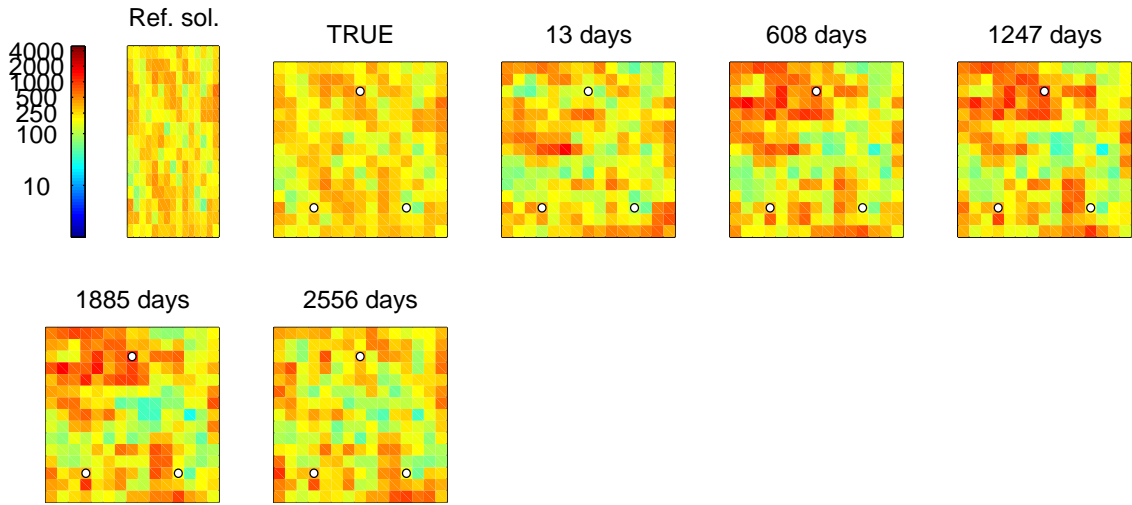 Ref. sol.
TRUE
13 days
608 days
1247 days
4000
2000
1000
500
250
100
10
1885 days
2556 days